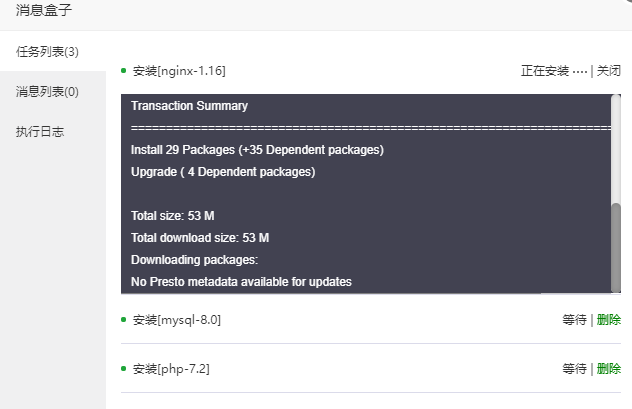 消息盒子
任务列表(3)
消息列表(0)
执行日志
安装[nginx-1.16]
正在安装 ···· | 关闭
Transaction Summary
================================================================================
Install 29 Packages (+35 Dependent packages)
Upgrade ( 4 Dependent packages)
Total size: 53 M
Total download size: 53 M
Downloading packages:
No Presto metadata available for updates
安装[mysql-8.0]
等待 | 删除
安装[php-7.2]
等待 | 删除